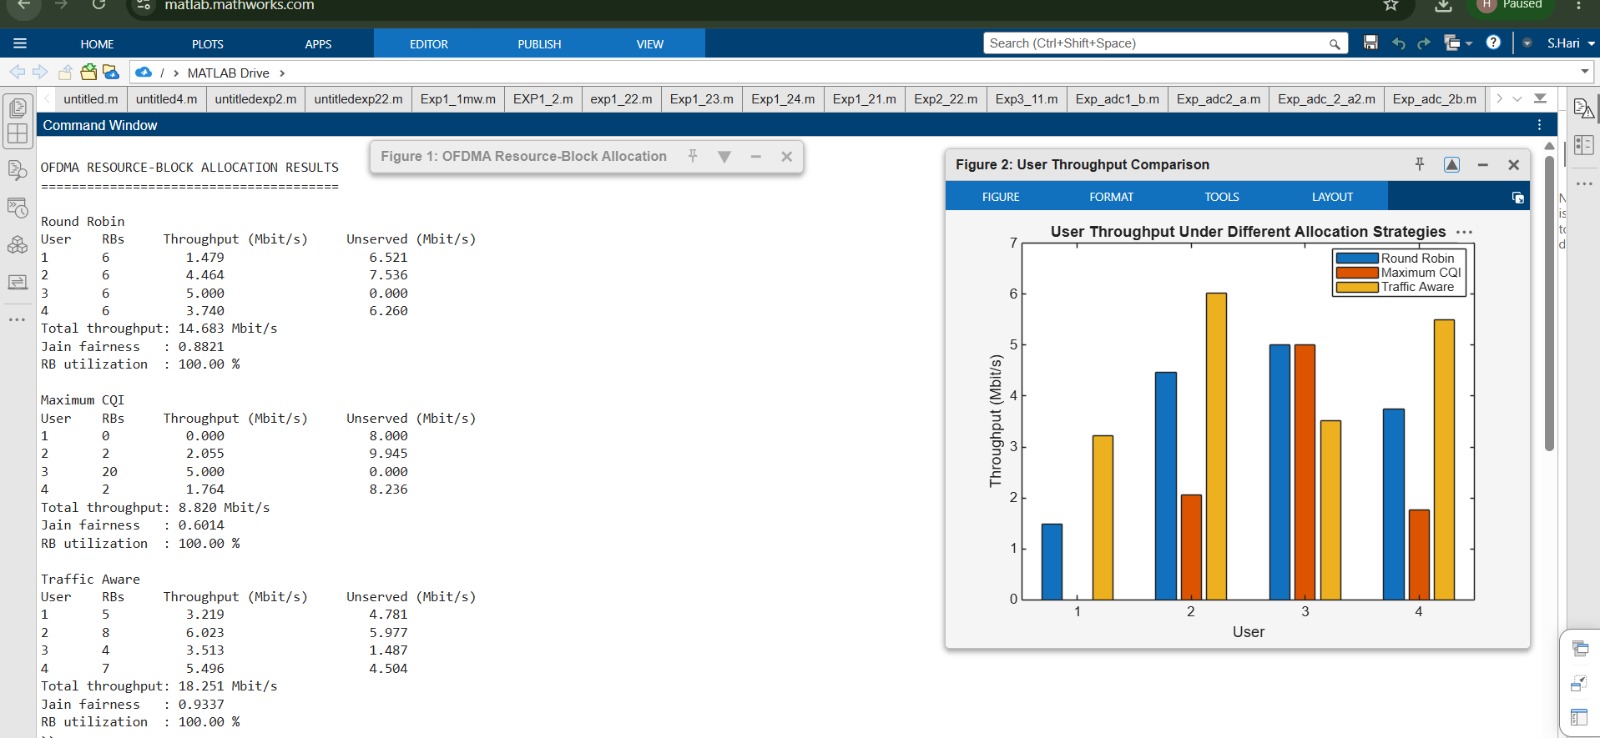 matlab.mathworks.com
H Paused
HOME PLOTS APPS EDITOR PUBLISH VIEW
Search (Ctrl+Shift+Space)
S.Hari
/ > MATLAB Drive >
untitled.m untitled4.m untitledexp2.m untitledexp22.m Exp1_1mw.m EXP1_2.m exp1_22.m Exp1_23.m Exp1_24.m Exp1_21.m Exp2_22.m Exp3_11.m Exp_adc1_b.m Exp_adc2_a.m Exp_adc_2_a2.m Exp_adc_2b.m
Command Window
OFDMA RESOURCE-BLOCK ALLOCATION RESULTS
=======================================
Round Robin
User RBs Throughput (Mbit/s) Unserved (Mbit/s)
1 6 1.479 6.521
2 6 4.464 7.536
3 6 5.000 0.000
4 6 3.740 6.260
Total throughput: 14.683 Mbit/s
Jain fairness : 0.8821
RB utilization : 100.00 %
Maximum CQI
User RBs Throughput (Mbit/s) Unserved (Mbit/s)
1 0 0.000 8.000
2 2 2.055 9.945
3 20 5.000 0.000
4 2 1.764 8.236
Total throughput: 8.820 Mbit/s
Jain fairness : 0.6014
RB utilization : 100.00 %
Traffic Aware
User RBs Throughput (Mbit/s) Unserved (Mbit/s)
1 5 3.219 4.781
2 8 6.023 5.977
3 4 3.513 1.487
4 7 5.496 4.504
Total throughput: 18.251 Mbit/s
Jain fairness : 0.9337
RB utilization : 100.00 %
Figure 1: OFDMA Resource-Block Allocation
Figure 2: User Throughput Comparison
FIGURE FORMAT TOOLS LAYOUT
User Throughput Under Different Allocation Strategies
Round Robin
Maximum CQI
Traffic Aware
Throughput (Mbit/s)
7
6
5
4
3
2
1
0
1 2 3 4
User